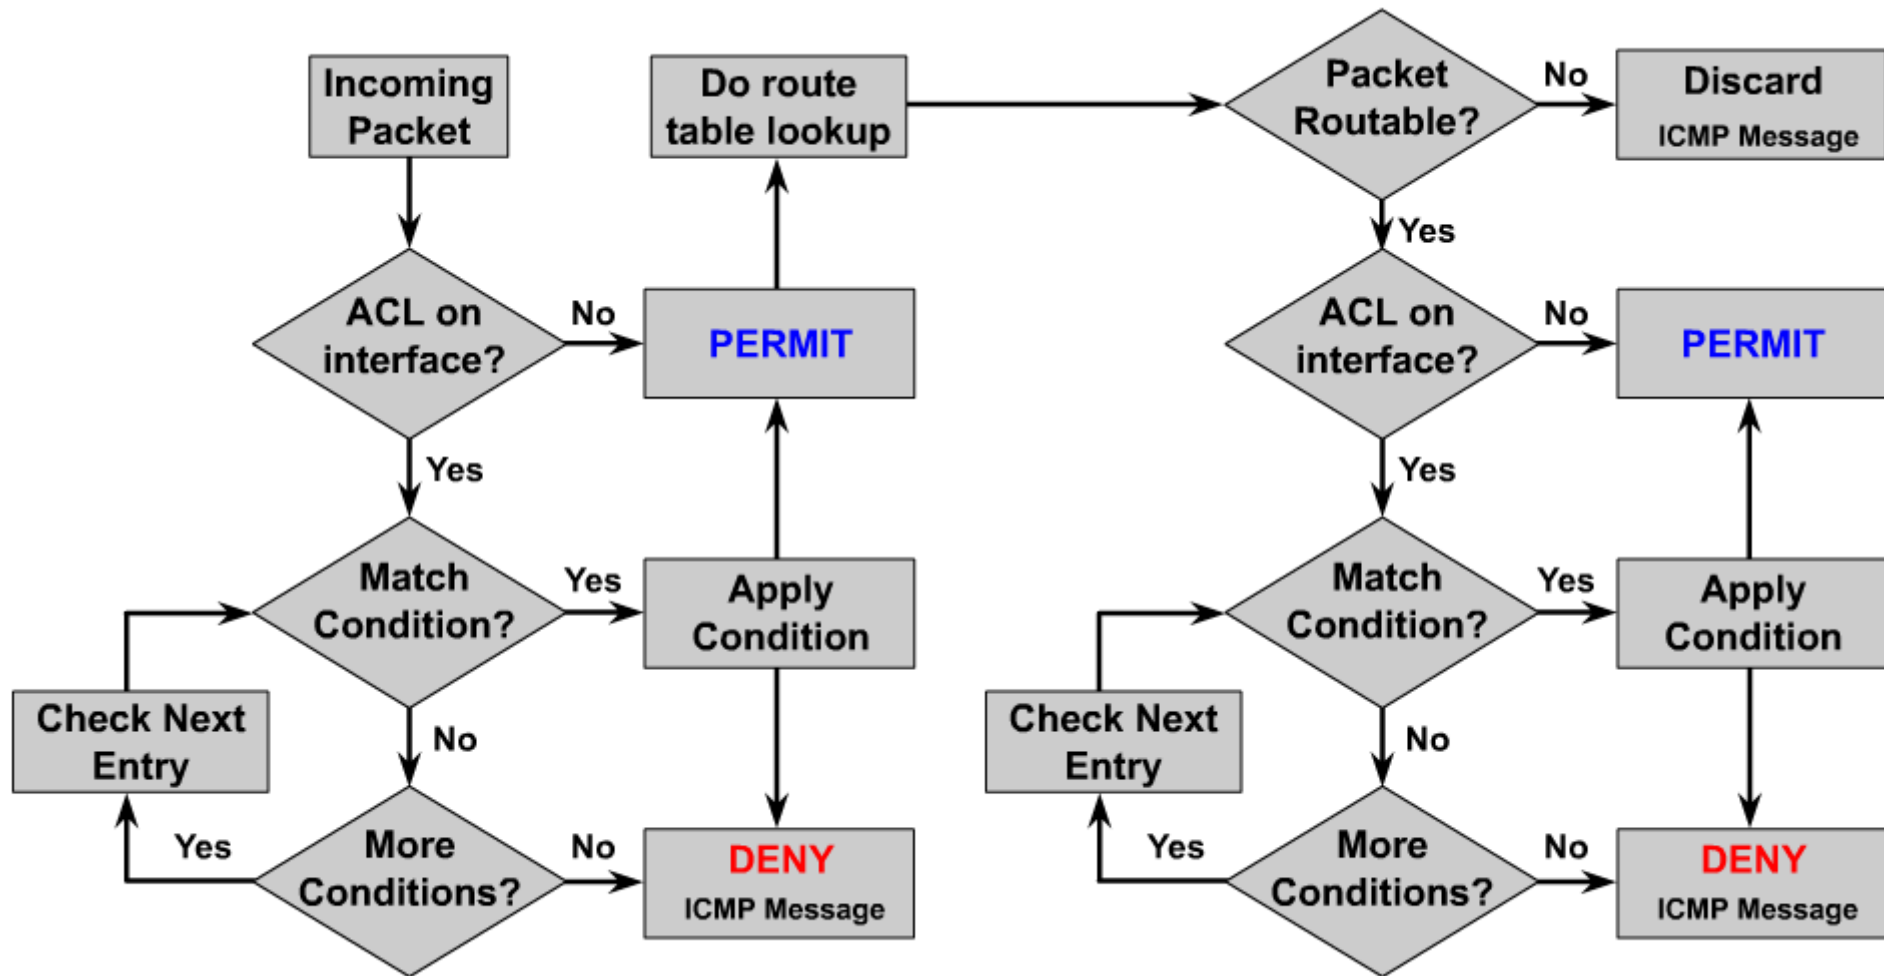 Incoming
Packet
Do route
table lookup
Packet
Routable?
No
Discard
ICMP Message
Yes
ACL on
interface?
No
PERMIT
Yes
Match
Condition?
Yes
Apply
Condition
Check Next
Entry
No
More
Conditions?
Yes
No
DENY
ICMP Message
ACL on
interface?
No
PERMIT
Yes
Match
Condition?
Yes
Apply
Condition
Check Next
Entry
No
More
Conditions?
Yes
No
DENY
ICMP Message